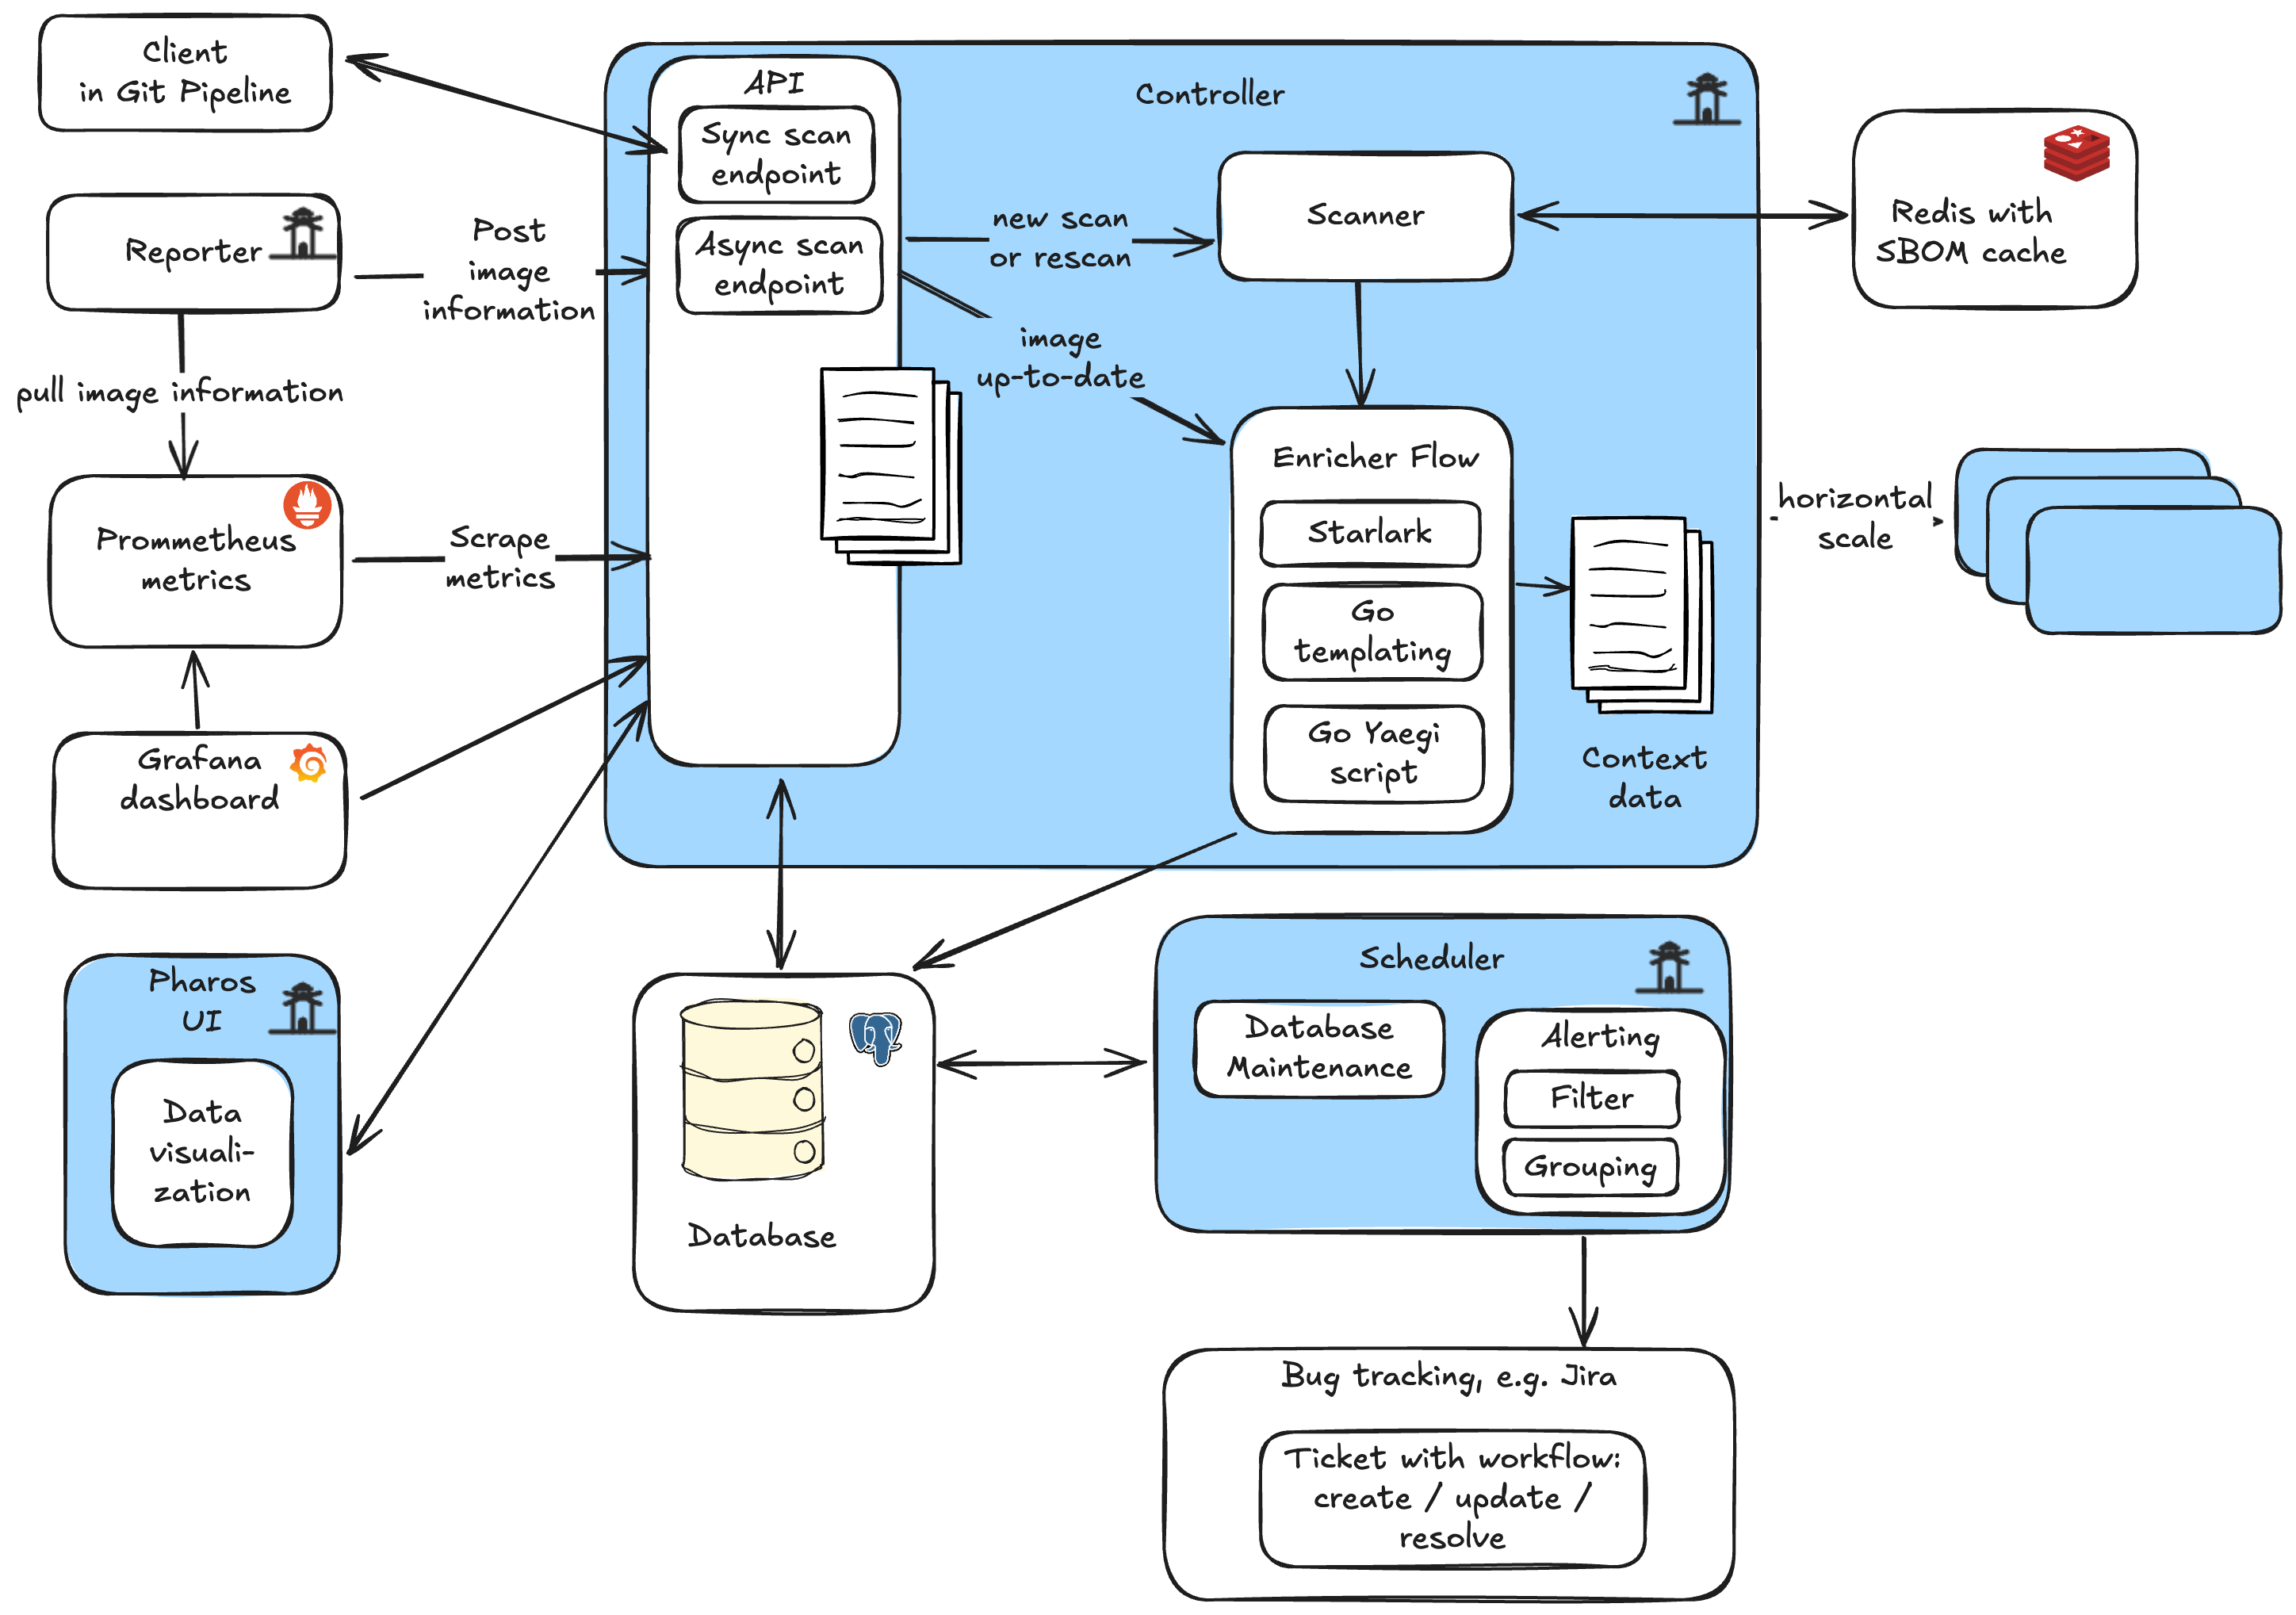 Client
in Git Pipeline
API
Controller
Sync scan
endpoint
Reporter
Post
image
information
Async scan
endpoint
new scan
or rescan
Scanner
Redis with
SBOM cache
image
up-to-date
pull image information
Enricher Flow
Starlark
Go
templating
Go Yaegi
script
Context
data
horizontal
scale
Prommetheus
metrics
Scrape
metrics
Grafana
dashboard
Pharos
UI
Data
visuali-
zation
Database
Scheduler
Database
Maintenance
Alerting
Filter
Grouping
Bug tracking, e.g. Jira
Ticket with workflow:
create / update /
resolve